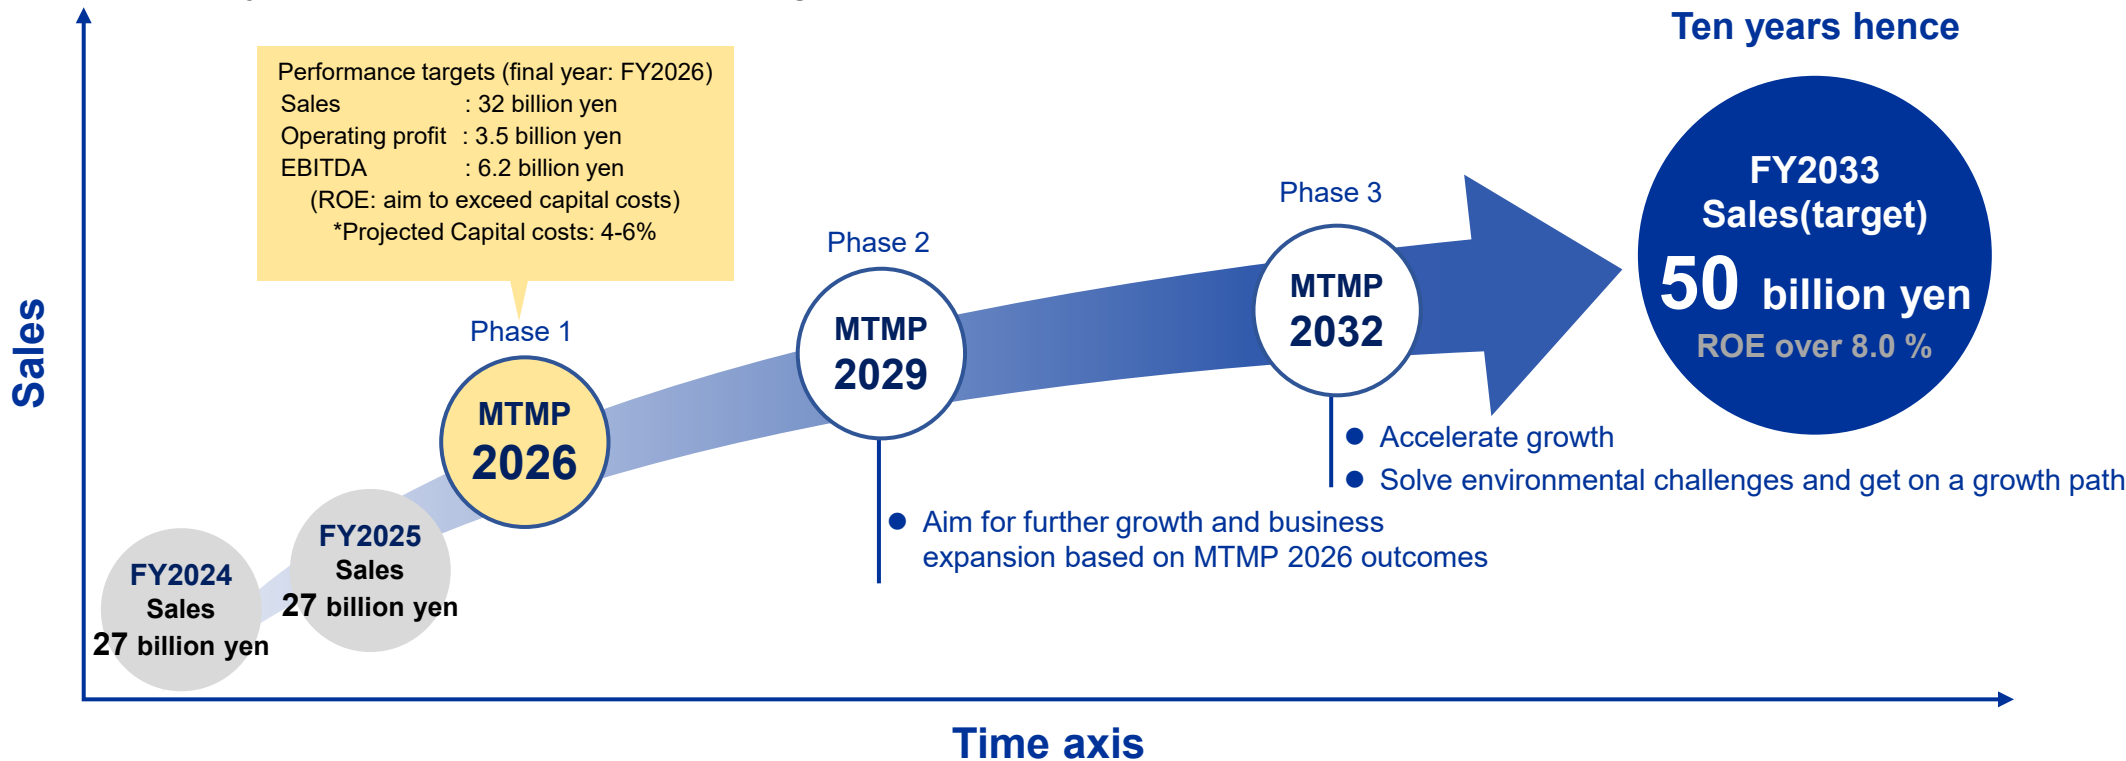 Ten years hence
Performance targets (final year: FY2026)
Sales : 32 billion yen
Operating profit : 3.5 billion yen
EBITDA : 6.2 billion yen
(ROE: aim to exceed capital costs)
*Projected Capital costs: 4-6%
Phase 1
MTMP
2026
Phase 2
MTMP
2029
Phase 3
MTMP
2032
FY2033
Sales(target)
50 billion yen
ROE over 8.0 %
Accelerate growth
Solve environmental challenges and get on a growth path
Aim for further growth and business
expansion based on MTMP 2026 outcomes
FY2024
Sales
27 billion yen
FY2025
Sales
27 billion yen
Sales
Time axis